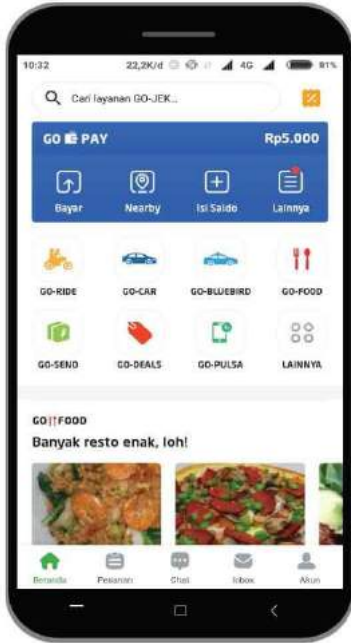 10:32 22,2K/d 4G 91%
Cari layanan GO-JEK...
GO PAY Rp5.000
Bayar Nearby Isi Saldo Lainnya
GO-RIDE GO-CAR GO-BLUEBIRD GO-FOOD
GO-SEND GO-DEALS GO-PULSA LAINNYA
GO FOOD
Banyak resto enak, loh!
Beranda Pesanan Chat Inbox Akun